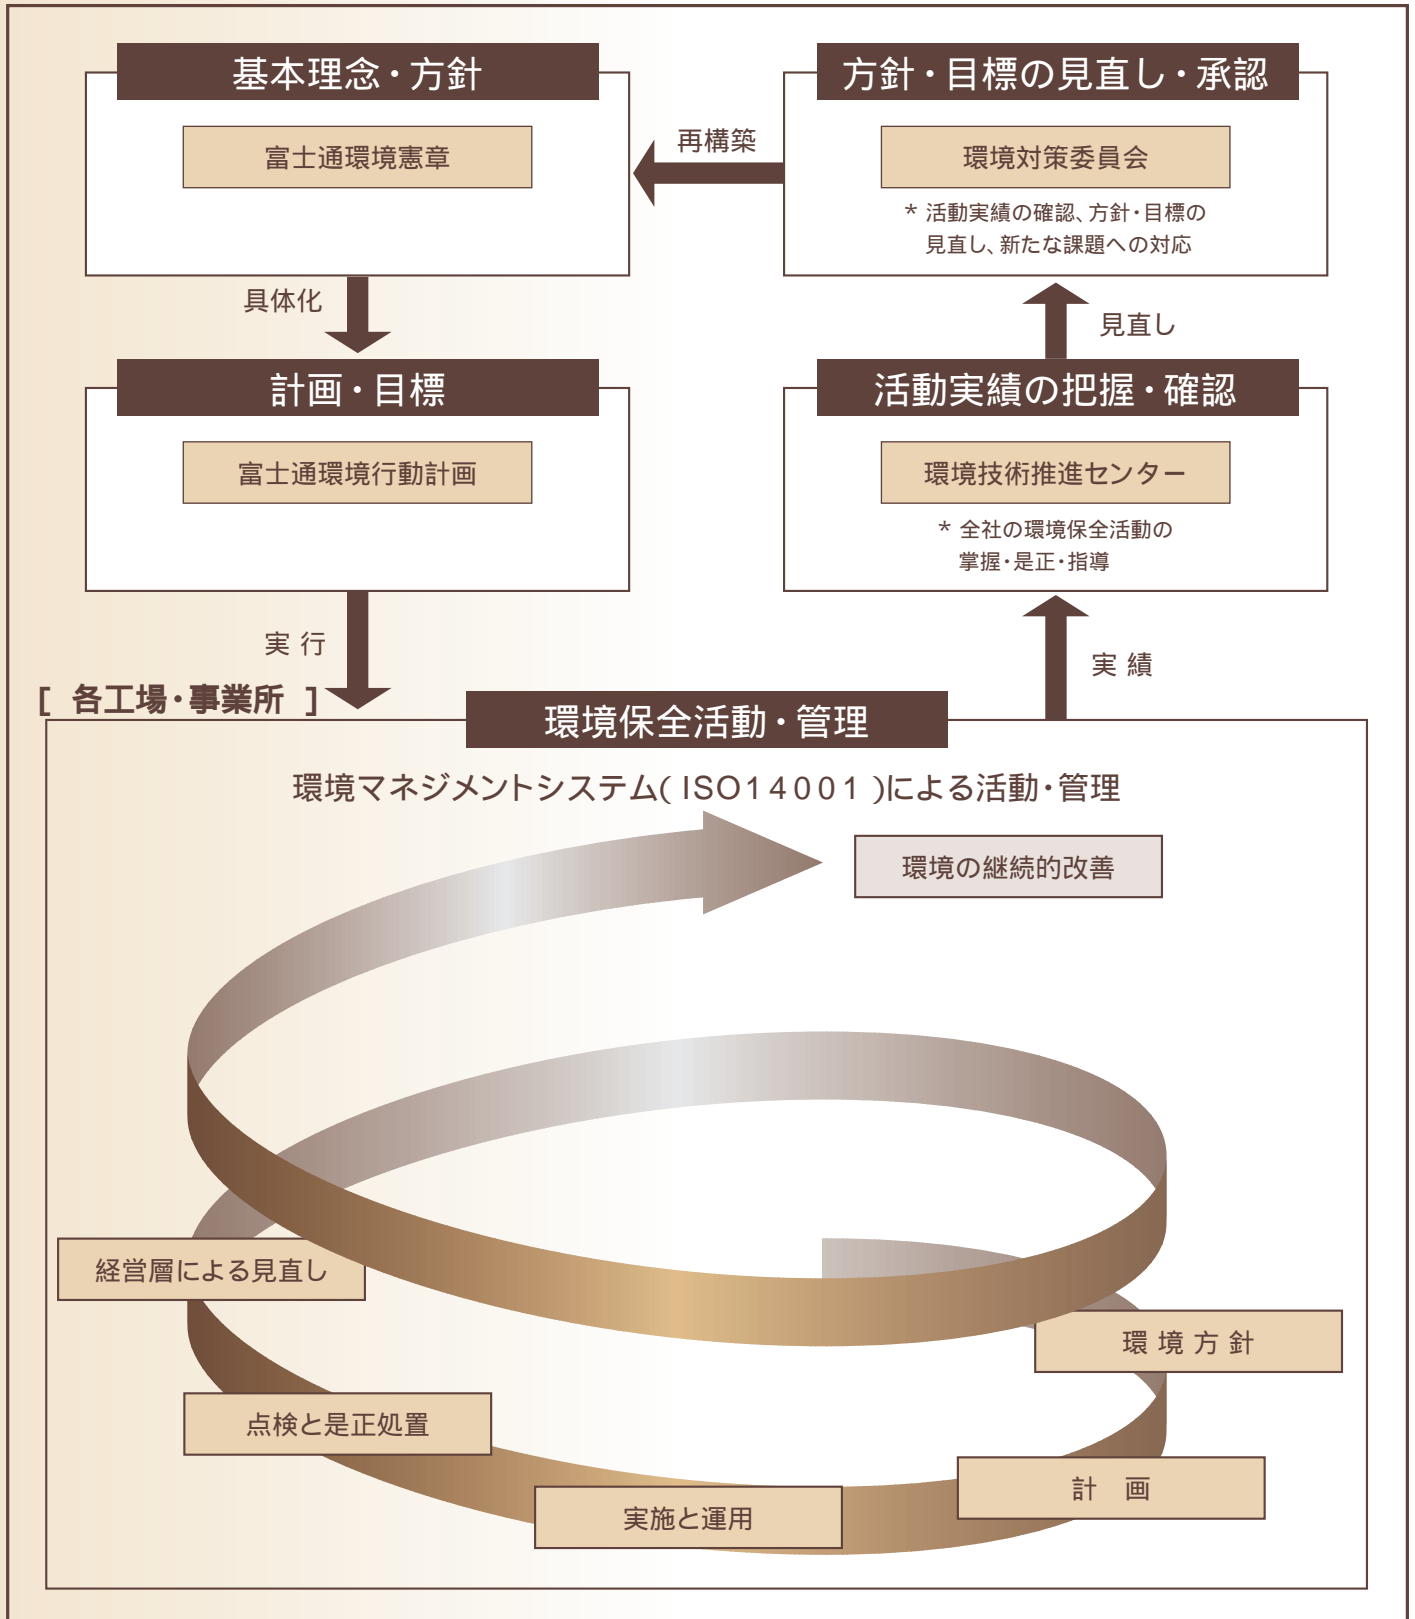 基本理念・方針
富士通環境憲章
方針・目標の見直し・承認
環境対策委員会
* 活動実績の確認、方針・目標の
見直し、新たな課題への対応
再構築
具体化
見直し
計画・目標
富士通環境行動計画
活動実績の把握・確認
環境技術推進センター
* 全社の環境保全活動の
掌握・是正・指導
実 行
実 績
[ 各工場・事業所 ]
環境保全活動・管理
環境マネジメントシステム( ISO14001 )による活動・管理
環境の継続的改善
経営層による見直し
環 境 方 針
点検と是正処置
計　画
実施と運用